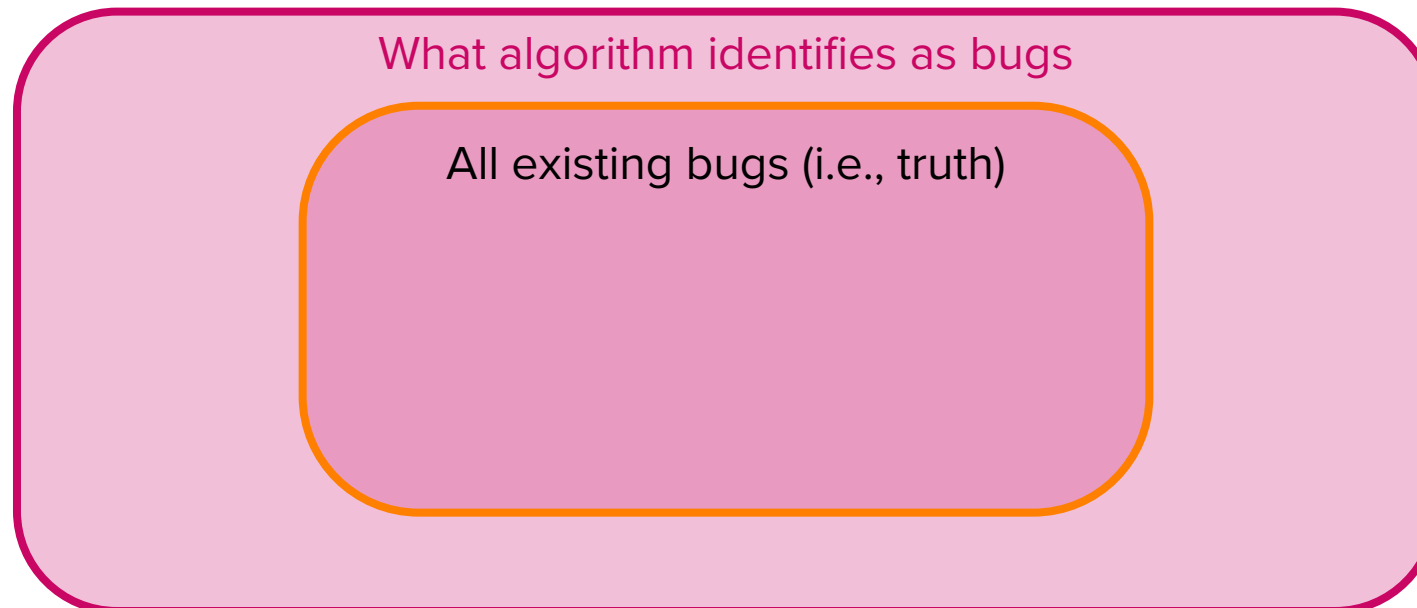 What algorithm identifies as bugs
All existing bugs (i.e., truth)